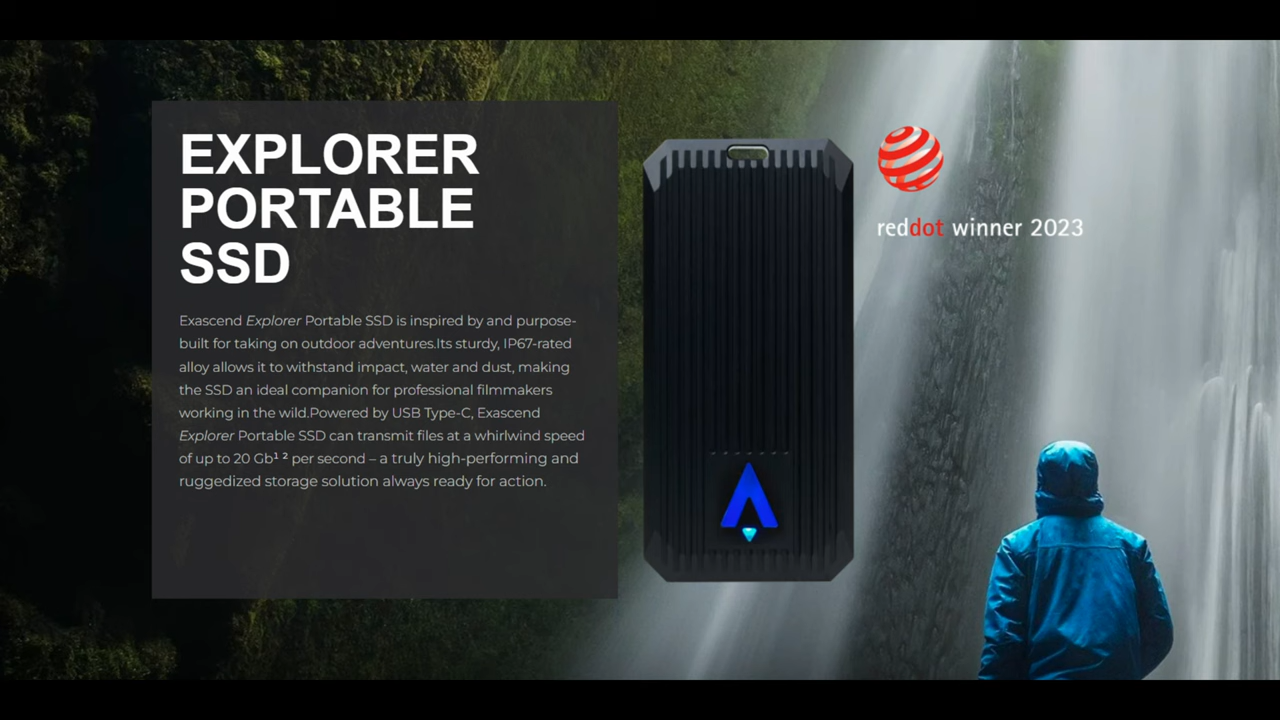 EXPLORER
PORTABLE
SSD
Exascend Explorer Portable SSD is inspired by and purpose-
built for taking on outdoor adventures.Its sturdy, IP67-rated
alloy allows it to withstand impact, water and dust, making
the SSD an ideal companion for professional filmmakers
working in the wild.Powered by USB Type-C, Exascend
Explorer Portable SSD can transmit files at a whirlwind speed
of up to 20 Gb¹ ² per second – a truly high-performing and
ruggedized storage solution always ready for action.
reddot winner 2023